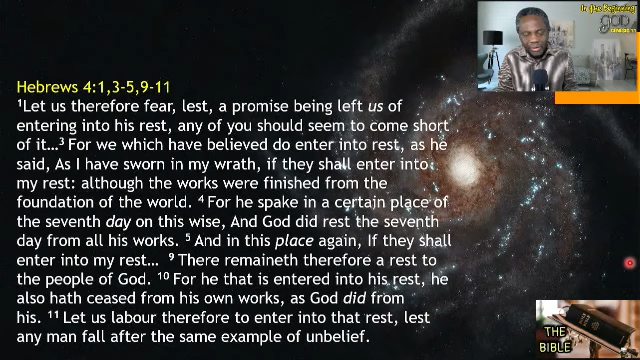 In The Beginning
GOD
GENESIS 1:1
Hebrews 4:1,3-5,9-11
1Let us therefore fear, lest, a promise being left us of
entering into his rest, any of you should seem to come short
of it…3 For we which have believed do enter into rest, as he
said, As I have sworn in my wrath, if they shall enter into
my rest: although the works were finished from the
foundation of the world. 4 For he spake in a certain place of
the seventh day on this wise, And God did rest the seventh
day from all his works. 5 And in this place again, If they shall
enter into my rest… 9 There remaineth therefore a rest to
the people of God. 10 For he that is entered into his rest, he
also hath ceased from his own works, as God did from
his. 11 Let us labour therefore to enter into that rest, lest
any man fall after the same example of unbelief.
THE
BIBLE